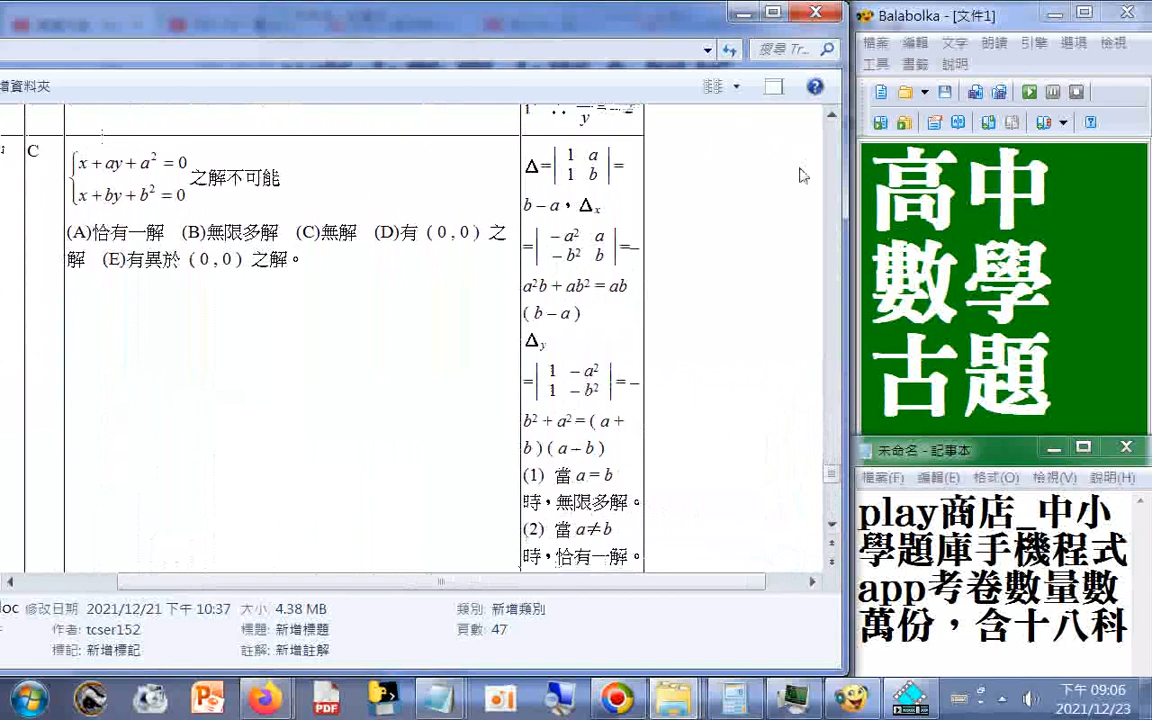 搜尋 Tr...
增資料夾
C
x + ay + a² = 0
x + by + b² = 0
之解不可能
(A)恰有一解 (B)無限多解 (C)無解 (D)有 ( 0 , 0 ) 之
解 (E)有異於 ( 0 , 0 ) 之解。
Δ=| 1 a |=
| 1 b |
b – a，Δx
=| – a² a |=–
| – b² b |
a²b + ab² = ab
( b – a )
Δy
=| 1 – a² | = –
| 1 – b² |
b² + a² = ( a +
b ) ( a – b )
(1) 當 a = b
時，無限多解。
(2) 當 a≠b
時，恰有一解。
doc 修改日期 2021/12/21 下午 10:37 大小 4.38 MB 類別: 新增類別
作者: tcser152 標題: 新增標題 頁數: 47
標記: 新增標記 註解: 新增註解
Balabolka - [文件1]
檔案 編輯 文字 朗讀 引擎 選項 檢視
工具 書籤 說明
高中
數學
古題
未命名 - 記事本
檔案(F) 編輯(E) 格式(O) 檢視(V) 說明(H)
play商店_中小
學題庫手機程式
app考卷數量數
萬份，含十八科
PDF
下午 09:06
2021/12/23